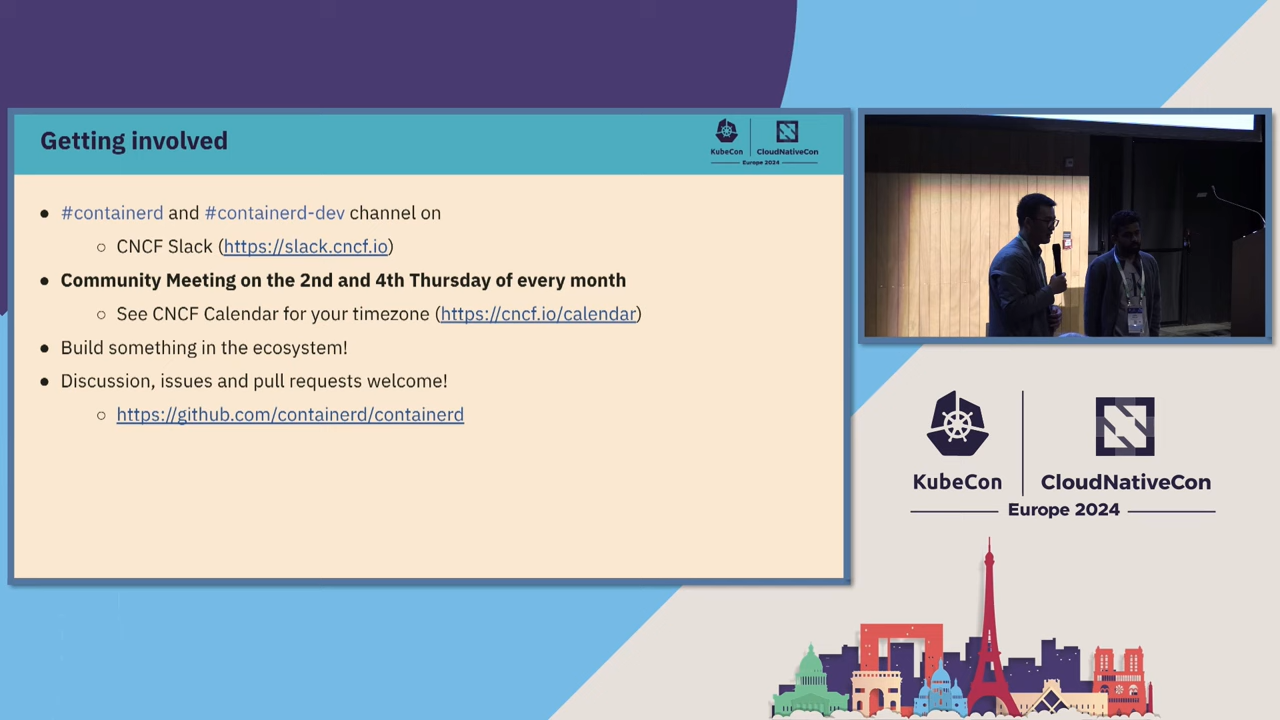 Getting involved
KubeCon
CloudNativeCon
Europe 2024
● #containerd and #containerd-dev channel on
○ CNCF Slack (https://slack.cncf.io)
● Community Meeting on the 2nd and 4th Thursday of every month
○ See CNCF Calendar for your timezone (https://cncf.io/calendar)
● Build something in the ecosystem!
● Discussion, issues and pull requests welcome!
○ https://github.com/containerd/containerd
KubeCon
CloudNativeCon
Europe 2024